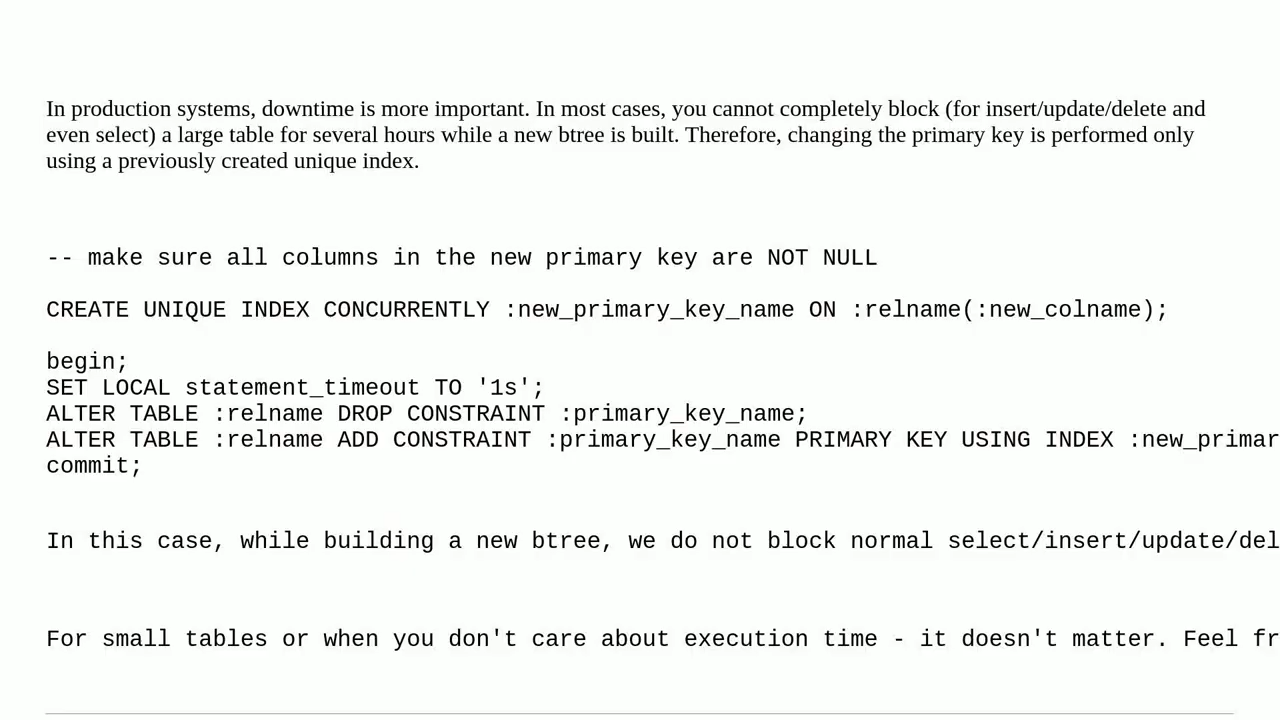 In production systems, downtime is more important. In most cases, you cannot completely block (for insert/update/delete and
even select) a large table for several hours while a new btree is built. Therefore, changing the primary key is performed only
using a previously created unique index.
-- make sure all columns in the new primary key are NOT NULL
CREATE UNIQUE INDEX CONCURRENTLY :new_primary_key_name ON :relname(:new_colname);
begin;
SET LOCAL statement_timeout TO '1s';
ALTER TABLE :relname DROP CONSTRAINT :primary_key_name;
ALTER TABLE :relname ADD CONSTRAINT :primary_key_name PRIMARY KEY USING INDEX :new_primar
commit;
In this case, while building a new btree, we do not block normal select/insert/update/del
For small tables or when you don't care about execution time - it doesn't matter. Feel fr